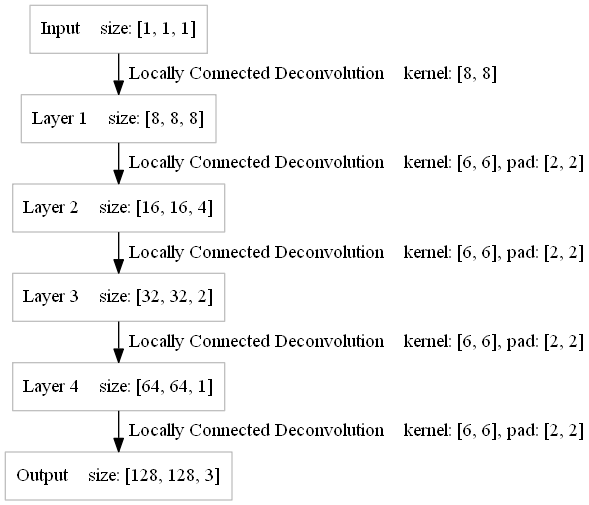 Input size: [1, 1, 1]
Locally Connected Deconvolution kernel: [8, 8]
Layer 1 size: [8, 8, 8]
Locally Connected Deconvolution kernel: [6, 6], pad: [2, 2]
Layer 2 size: [16, 16, 4]
Locally Connected Deconvolution kernel: [6, 6], pad: [2, 2]
Layer 3 size: [32, 32, 2]
Locally Connected Deconvolution kernel: [6, 6], pad: [2, 2]
Layer 4 size: [64, 64, 1]
Locally Connected Deconvolution kernel: [6, 6], pad: [2, 2]
Output size: [128, 128, 3]